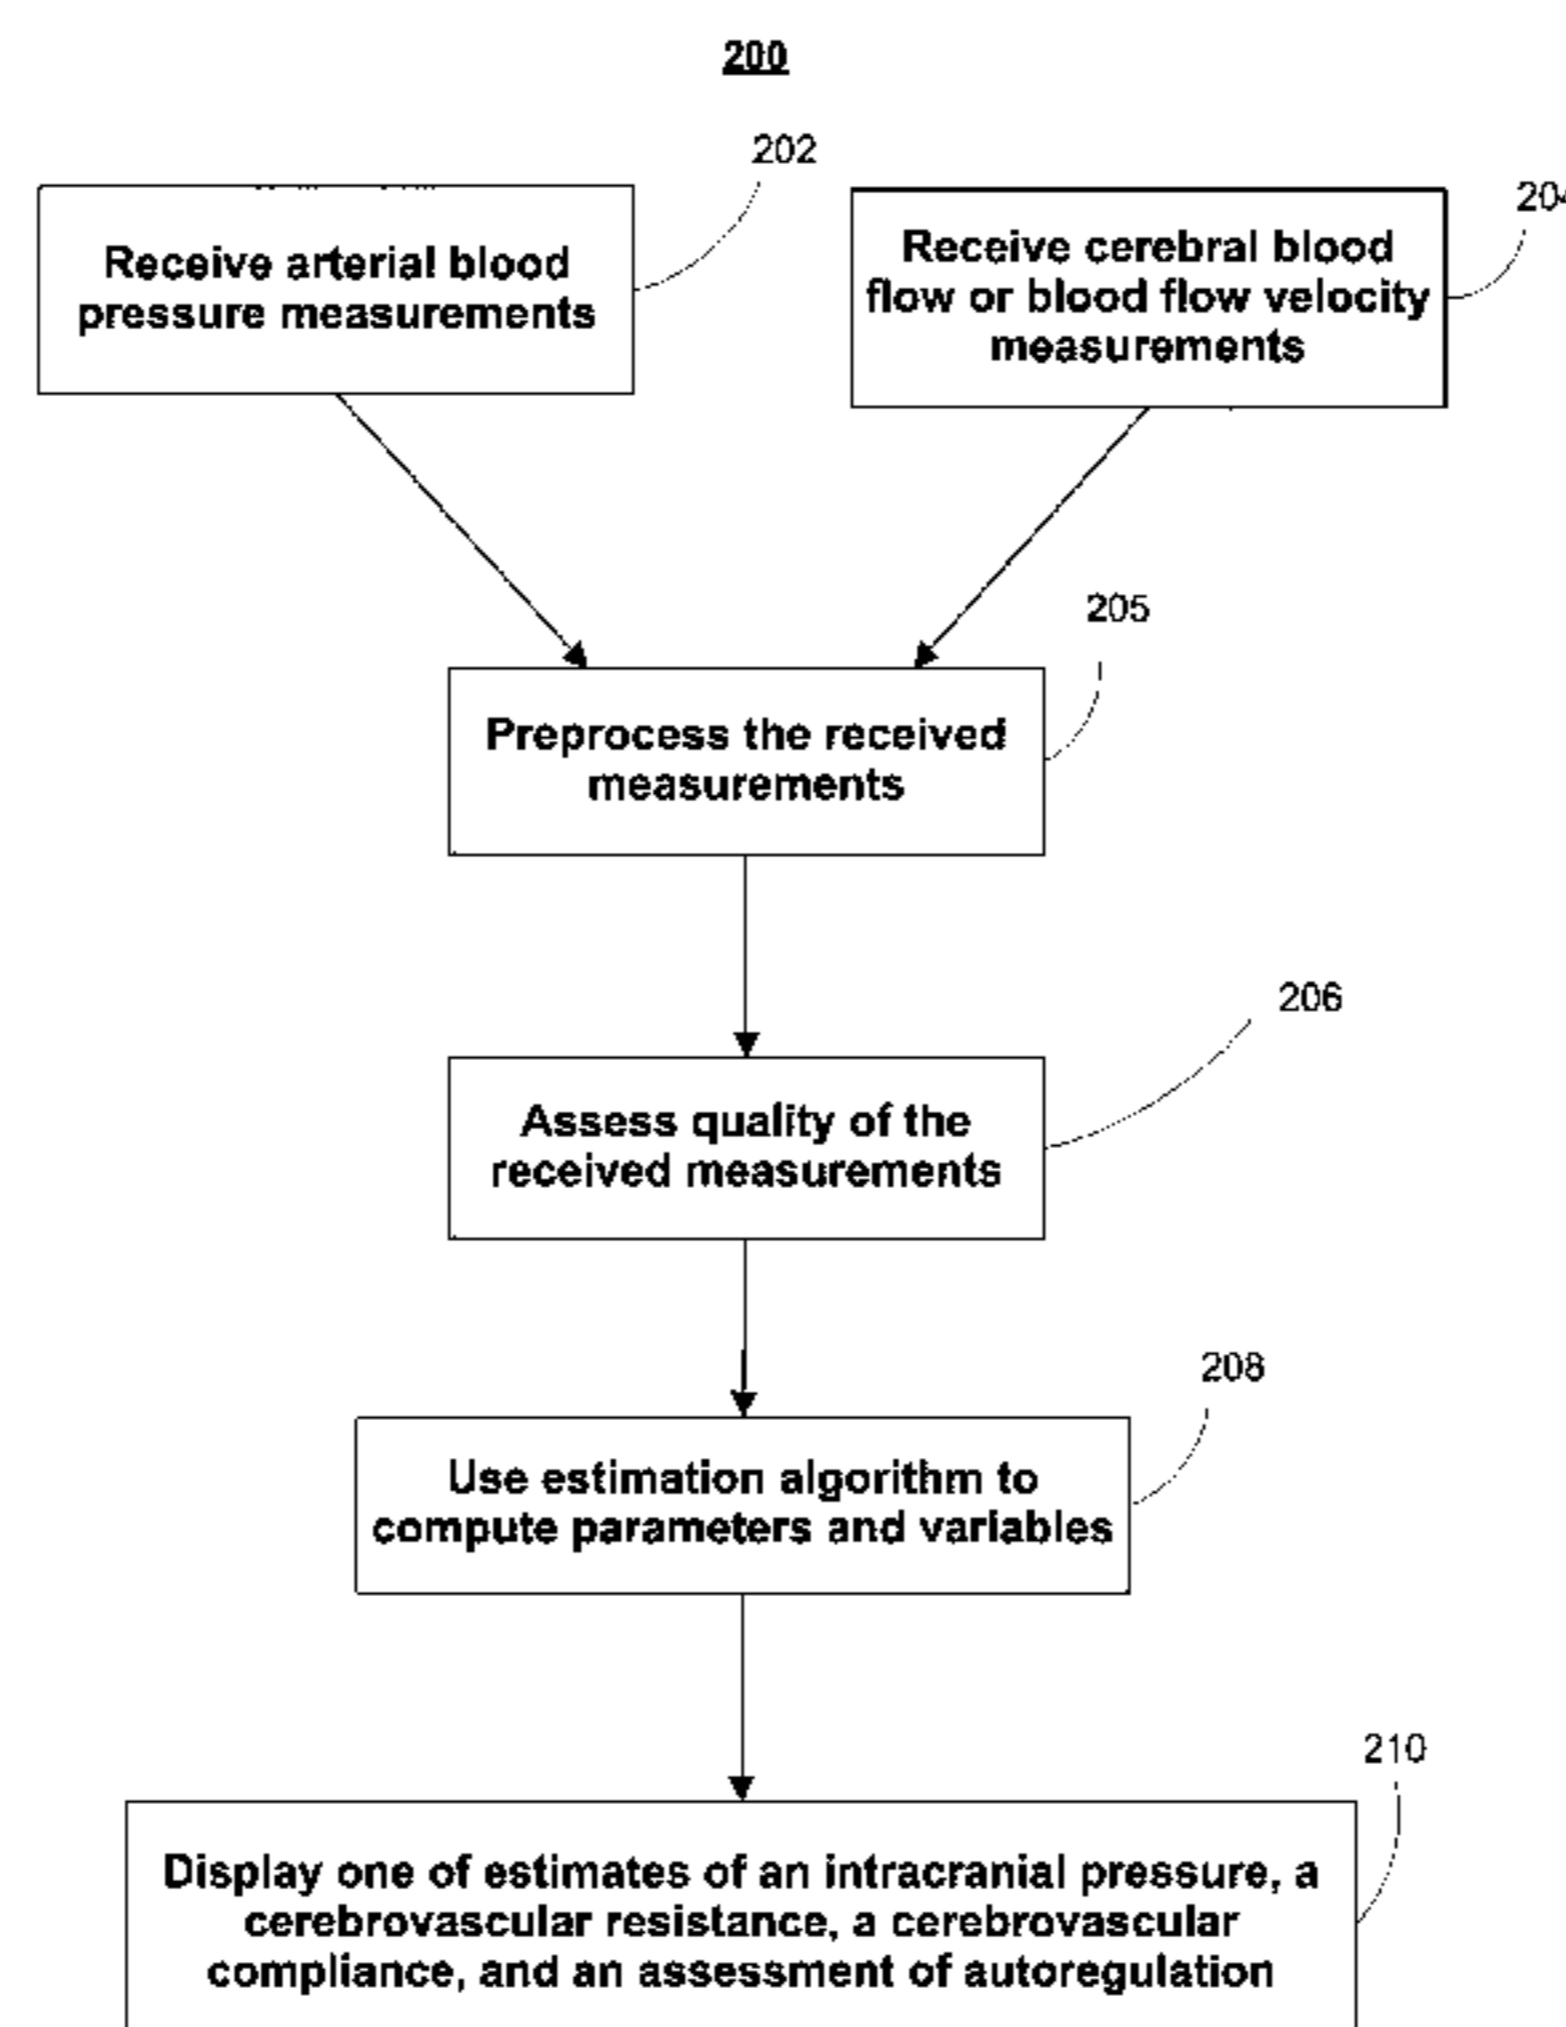 200
202
Receive arterial blood
pressure measurements
204
Receive cerebral blood
flow or blood flow velocity
measurements
205
Preprocess the received
measurements
206
Assess quality of the
received measurements
208
Use estimation algorithm to
compute parameters and variables
210
Display one of estimates of an intracranial pressure, a
cerebrovascular resistance, a cerebrovascular
compliance, and an assessment of autoregulation